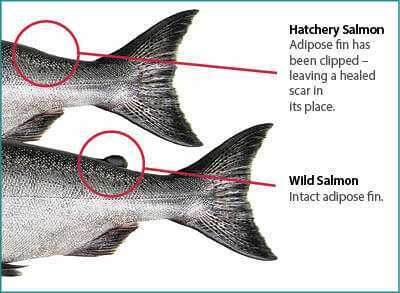 Hatchery Salmon
Adipose fin has
been clipped –
leaving a healed
scar in
its place.
Wild Salmon
Intact adipose fin.